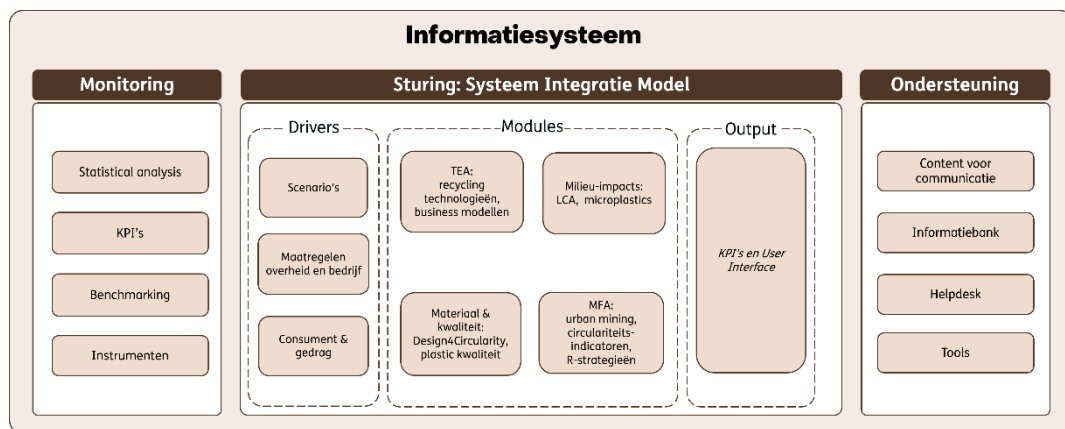 Informatiesysteem
Monitoring
Statistical analysis
KPI's
Benchmarking
Instrumenten
Sturing: Systeem Integratie Model
Drivers
Scenario's
Maatregelen
overheid en bedrijf
Consument &
gedrag
Modules
TEA:
recycling
technologieën,
business modellen
Milieu-impacts:
LCA, microplastics
Materiaal &
kwaliteit:
Design4Circularity,
plastic kwaliteit
MFA:
urban mining,
circulariteits-
indicatoren,
R-strategieën
Output
KPI's en User
Interface
Ondersteuning
Content voor
communicatie
Informatiebank
Helpdesk
Tools